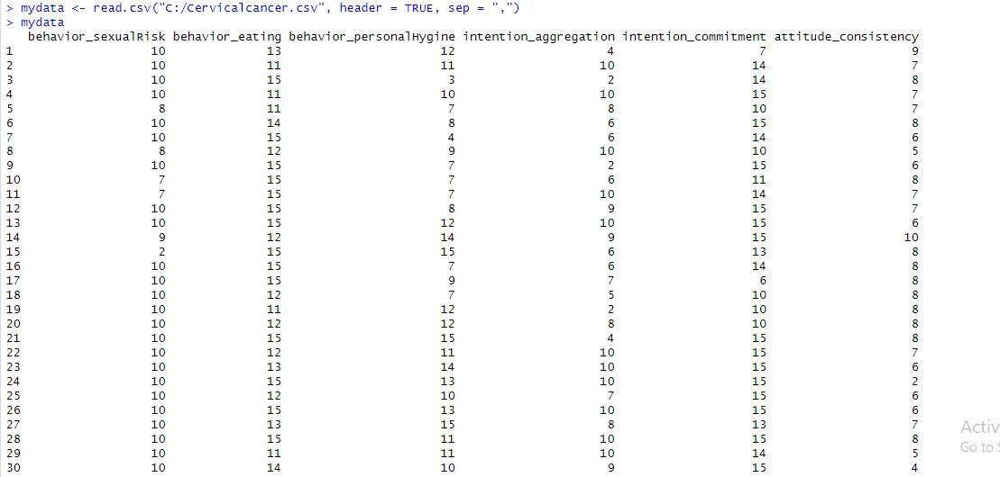 > mydata <- read.csv("C:/Cervicalcancer.csv", header = TRUE, sep = ",")
> mydata
behavior_sexualRisk behavior_eating behavior_personalHygine intention_aggregation intention_commitment attitude_consistency
1 10 13 12 4 7 9
2 10 11 11 10 14 7
3 10 15 3 2 14 8
4 10 11 10 10 15 7
5 8 11 7 8 10 7
6 10 14 8 6 15 8
7 10 15 4 6 14 6
8 8 12 9 10 10 5
9 10 15 7 2 15 6
10 7 15 7 6 11 8
11 7 15 7 10 14 7
12 10 15 8 9 15 7
13 10 15 12 10 15 6
14 9 12 14 9 15 10
15 2 15 15 6 13 8
16 10 15 7 6 14 8
17 10 15 9 7 6 8
18 10 12 7 5 10 8
19 10 11 12 2 10 8
20 10 12 12 8 10 8
21 10 15 15 4 15 8
22 10 12 11 10 15 7
23 10 13 14 10 15 6
24 10 15 13 10 15 2
25 10 12 10 7 15 6
26 10 15 13 10 15 6
27 10 13 15 8 13 7
28 10 15 11 10 15 8
29 10 11 11 10 14 5
30 10 14 10 9 15 4
Activ
Go to S